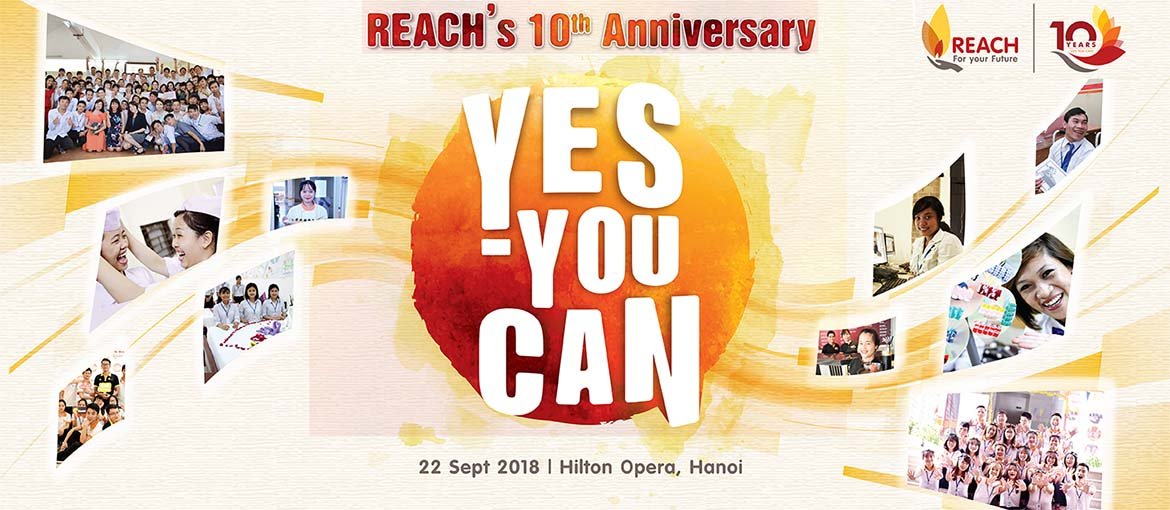 REACH's 10th Anniversary
REACH
For your Future
10
YEARS
YES
-YOU
CAN
22 Sept 2018 | Hilton Opera, Hanoi